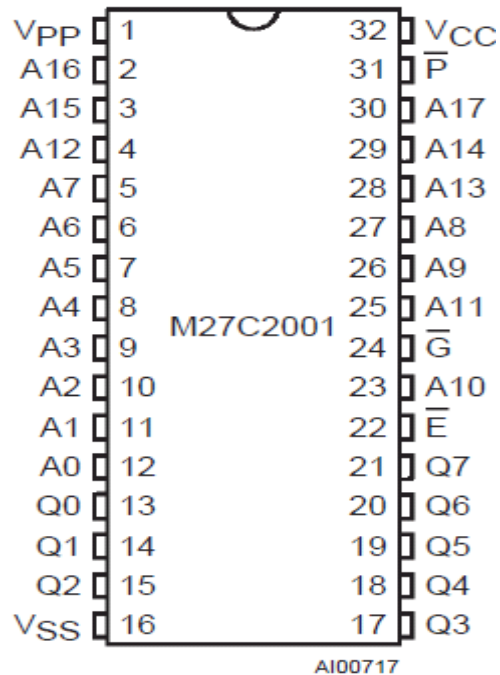 VPP 1 32 VCC
A16 2 31 P̅
A15 3 30 A17
A12 4 29 A14
A7 5 28 A13
A6 6 27 A8
A5 7 26 A9
A4 8 25 A11
M27C2001
A3 9 24 G̅
A2 10 23 A10
A1 11 22 E̅
A0 12 21 Q7
Q0 13 20 Q6
Q1 14 19 Q5
Q2 15 18 Q4
VSS 16 17 Q3
AI00717